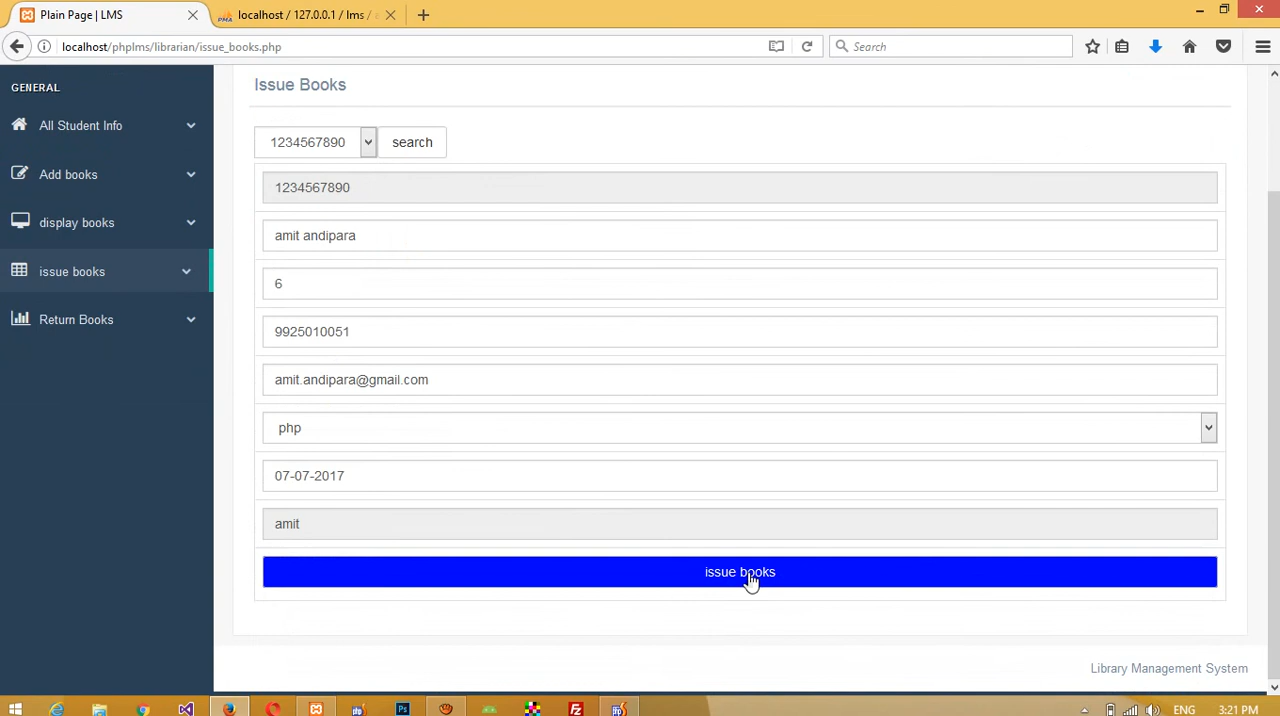 Plain Page | LMS
localhost / 127.0.0.1 / lms /
localhost/phplms/librarian/issue_books.php
Search
GENERAL
All Student Info
Add books
display books
issue books
Return Books
Issue Books
1234567890
search
1234567890
amit andipara
6
9925010051
amit.andipara@gmail.com
php
07-07-2017
amit
issue books
Library Management System
ENG
3:21 PM